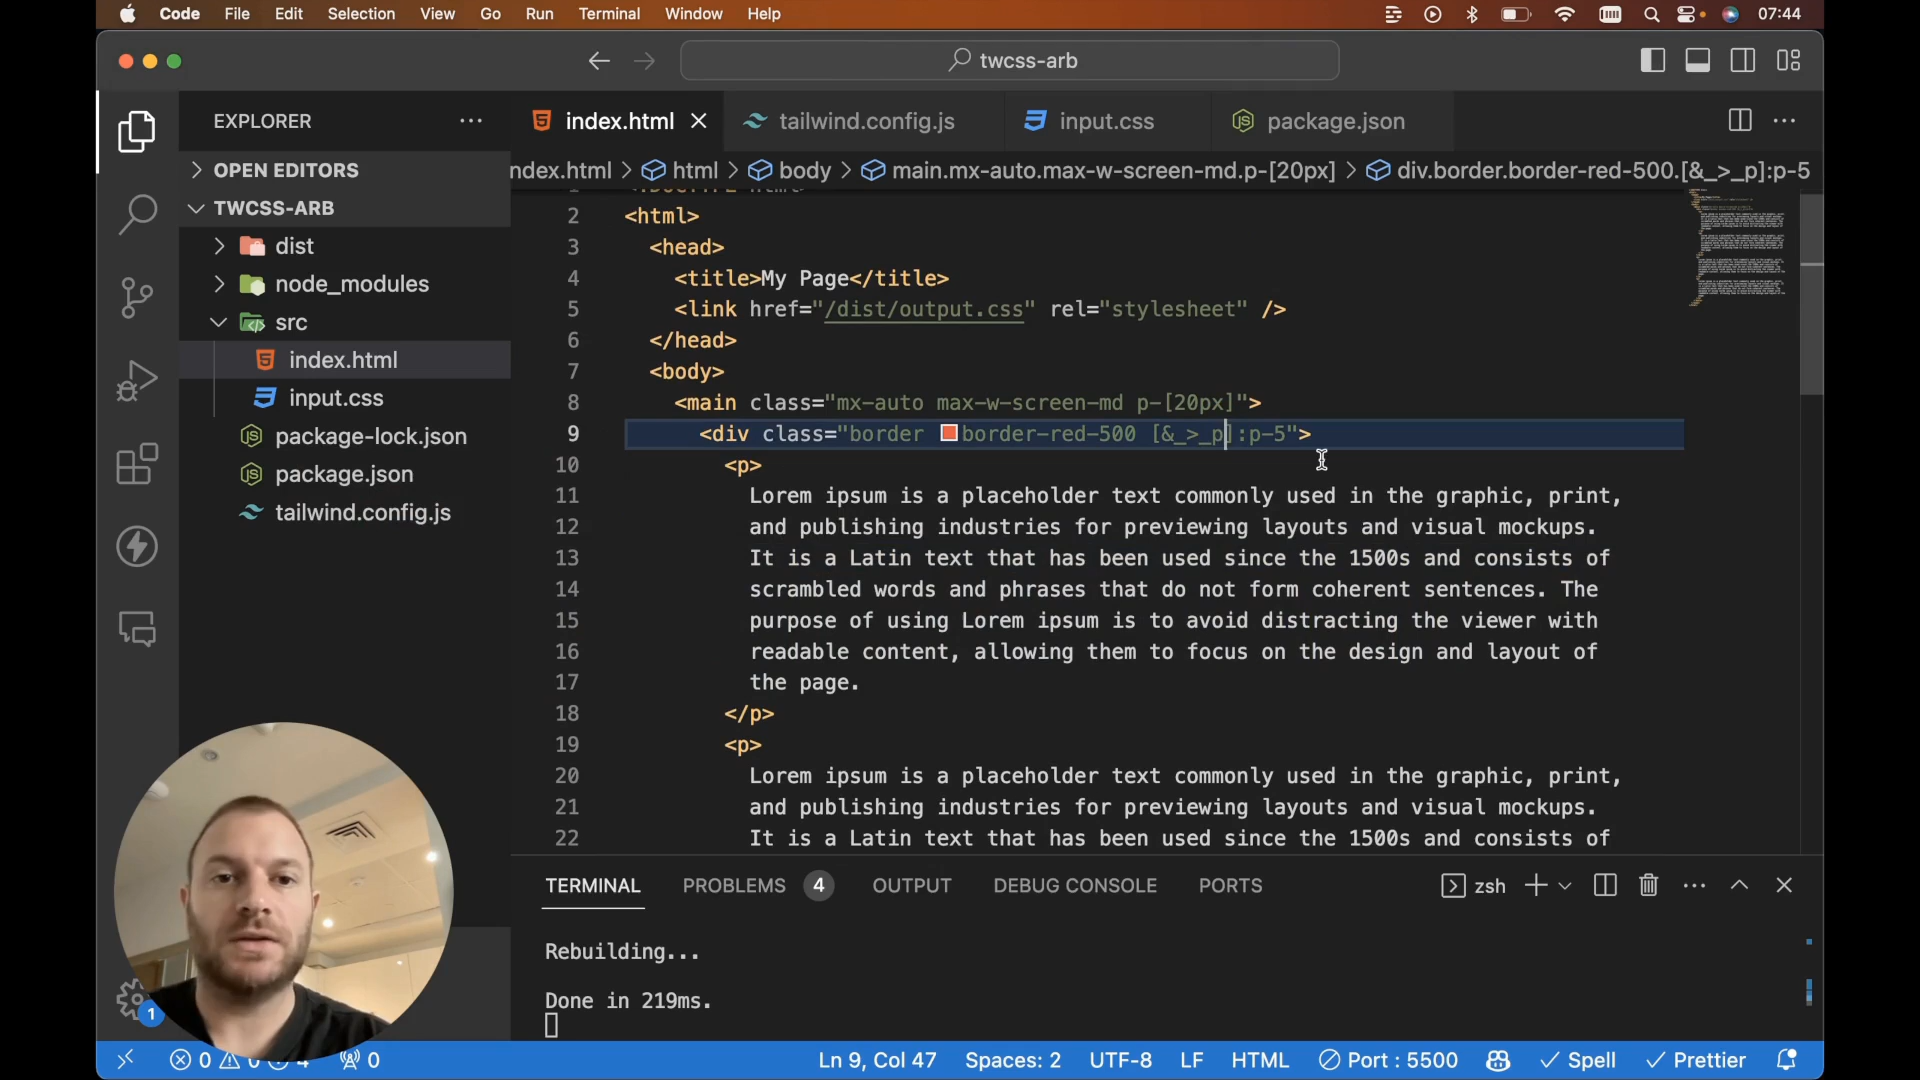 Code File Edit Selection View Go Run Terminal Window Help 07:44
twcss-arb
EXPLORER
OPEN EDITORS
TWCSS-ARB
dist
node_modules
src
index.html
input.css
package-lock.json
package.json
tailwind.config.js
1
index.html tailwind.config.js input.css package.json
ndex.html > html > body > main.mx-auto.max-w-screen-md.p-[20px] > div.border.border-red-500.[&_>_p]:p-5
2 <html>
3 <head>
4 <title>My Page</title>
5 <link href="/dist/output.css" rel="stylesheet" />
6 </head>
7 <body>
8 <main class="mx-auto max-w-screen-md p-[20px]">
9 <div class="border border-red-500 [&_>_p]:p-5">
10 <p>
11 Lorem ipsum is a placeholder text commonly used in the graphic, print,
12 and publishing industries for previewing layouts and visual mockups.
13 It is a Latin text that has been used since the 1500s and consists of
14 scrambled words and phrases that do not form coherent sentences. The
15 purpose of using Lorem ipsum is to avoid distracting the viewer with
16 readable content, allowing them to focus on the design and layout of
17 the page.
18 </p>
19 <p>
20 Lorem ipsum is a placeholder text commonly used in the graphic, print,
21 and publishing industries for previewing layouts and visual mockups.
22 It is a Latin text that has been used since the 1500s and consists of
TERMINAL PROBLEMS 4 OUTPUT DEBUG CONSOLE PORTS zsh
Rebuilding...
Done in 219ms.
0 0 Ln 9, Col 47 Spaces: 2 UTF-8 LF HTML Port : 5500 Spell Prettier